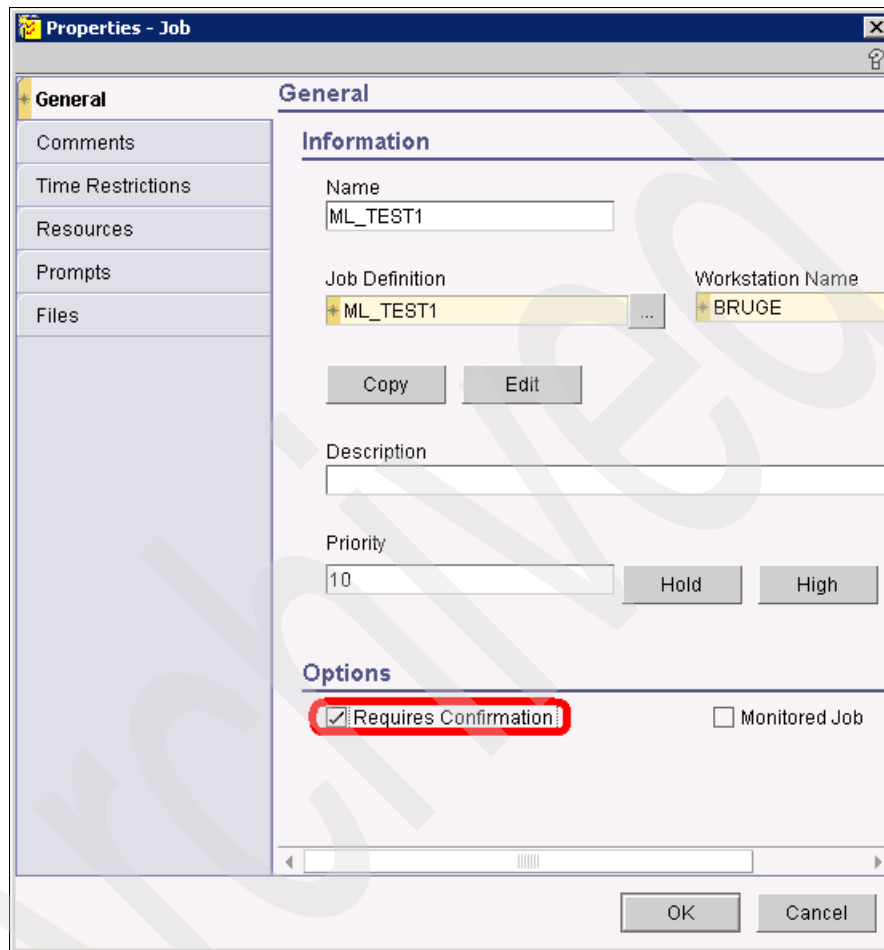 Properties - Job
General
Comments
Time Restrictions
Resources
Prompts
Files
General
Information
Name
ML_TEST1
Job Definition
Workstation Name
ML_TEST1
...
BRUGE
Copy
Edit
Description
Priority
10
Hold
High
Options
Requires Confirmation
Monitored Job
OK
Cancel
Archived